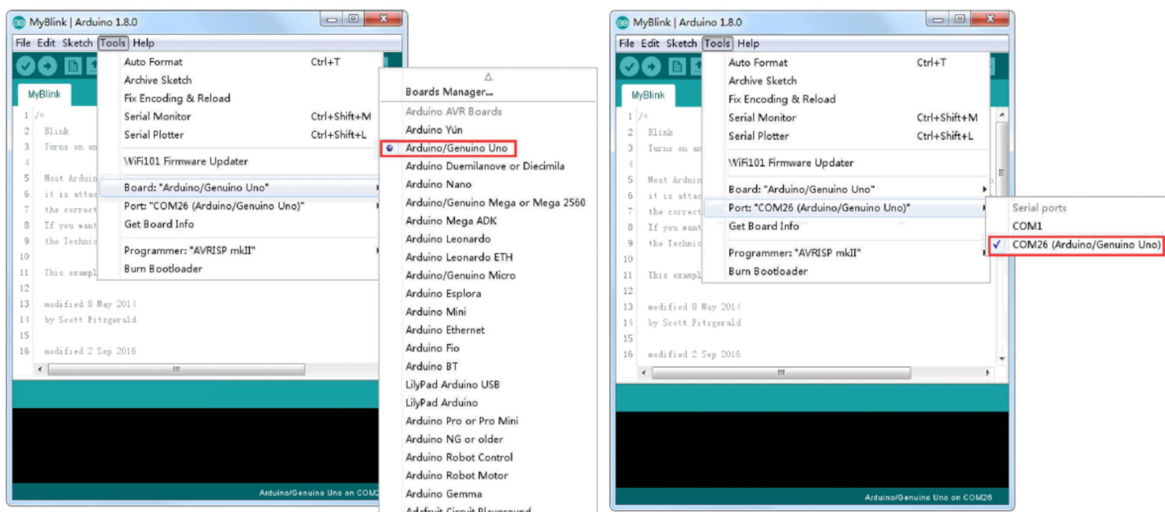 MyBlink | Arduino 1.8.0
File Edit Sketch Tools Help
Auto Format Ctrl+T
Archive Sketch
Fix Encoding & Reload
Serial Monitor Ctrl+Shift+M
Serial Plotter Ctrl+Shift+L
WiFi101 Firmware Updater
Board: "Arduino/Genuino Uno"
Port: "COM26 (Arduino/Genuino Uno)"
Get Board Info
Programmer: "AVRISP mkII"
Burn Bootloader
MyBlink
1 /*
2 Blink
3 Turns on an
4
5 Most Arduin
6 it is attac
7 the correct
8 If you want
9 the Technic
10
11 This exampl
12
13 modified 8 May 2014
14 by Scott Fitzgerald
15
16 modified 2 Sep 2016
Arduino/Genuino Uno on COM2
Boards Manager...
Arduino AVR Boards
Arduino Yún
Arduino/Genuino Uno
Arduino Duemilanove or Diecimila
Arduino Nano
Arduino/Genuino Mega or Mega 2560
Arduino Mega ADK
Arduino Leonardo
Arduino Leonardo ETH
Arduino/Genuino Micro
Arduino Esplora
Arduino Mini
Arduino Ethernet
Arduino Fio
Arduino BT
LilyPad Arduino USB
LilyPad Arduino
Arduino Pro or Pro Mini
Arduino NG or older
Arduino Robot Control
Arduino Robot Motor
Arduino Gemma
Adafruit Circuit Playground
MyBlink | Arduino 1.8.0
File Edit Sketch Tools Help
Auto Format Ctrl+T
Archive Sketch
Fix Encoding & Reload
Serial Monitor Ctrl+Shift+M
Serial Plotter Ctrl+Shift+L
WiFi101 Firmware Updater
Board: "Arduino/Genuino Uno"
Port: "COM26 (Arduino/Genuino Uno)"
Get Board Info
Programmer: "AVRISP mkII"
Burn Bootloader
MyBlink
1 /*
2 Blink
3 Turns on an
4
5 Most Arduin
6 it is attac
7 the correct
8 If you want
9 the Technic
10
11 This exampl
12
13 modified 8 May 2014
14 by Scott Fitzgerald
15
16 modified 2 Sep 2016
Arduino/Genuino Uno on COM26
Serial ports
COM1
COM26 (Arduino/Genuino Uno)